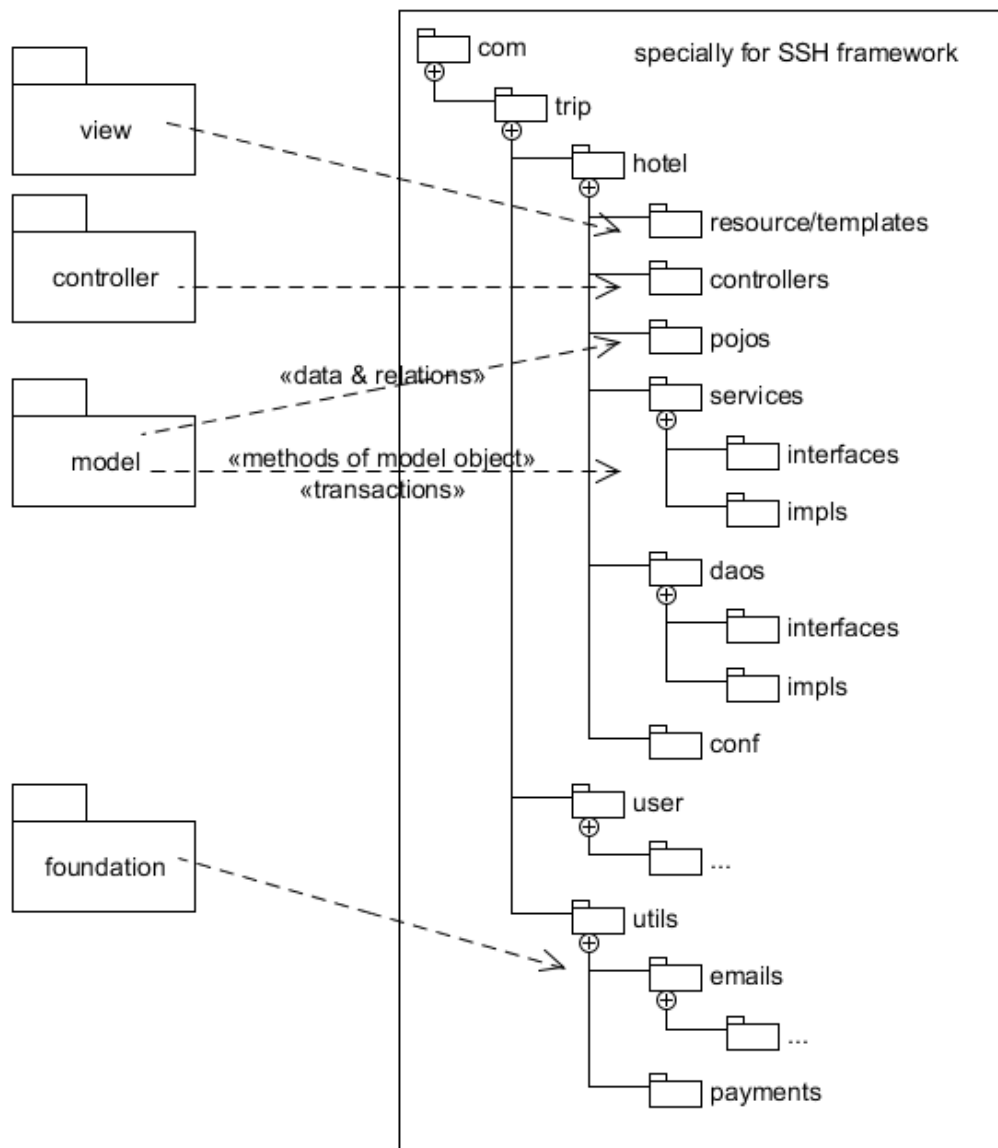 com
specially for SSH framework
view
trip
hotel
resource/templates
controller
controllers
pojos
«data & relations»
services
model
«methods of model object»
interfaces
«transactions»
impls
daos
interfaces
impls
conf
user
foundation
...
utils
emails
...
payments